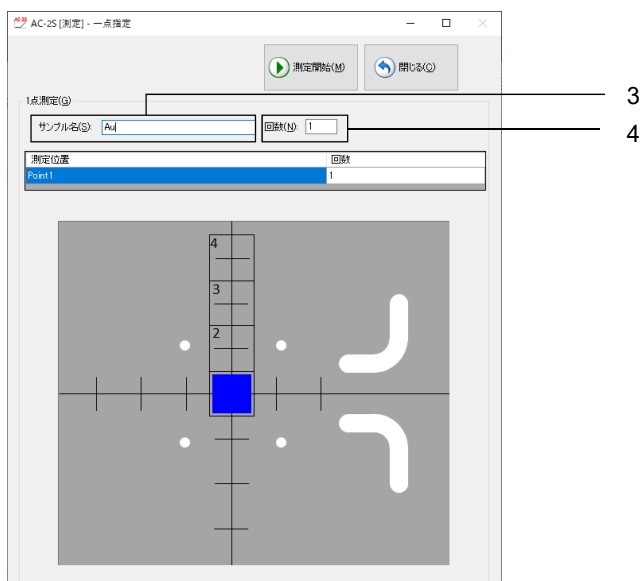 AC-2S [測定] - 一点指定
測定開始(M) 閉じる(C)
1点測定(G)
サンプル名(S): Au 回数(N): 1
3
4
測定位置 回数
Point1 1
4
3
2